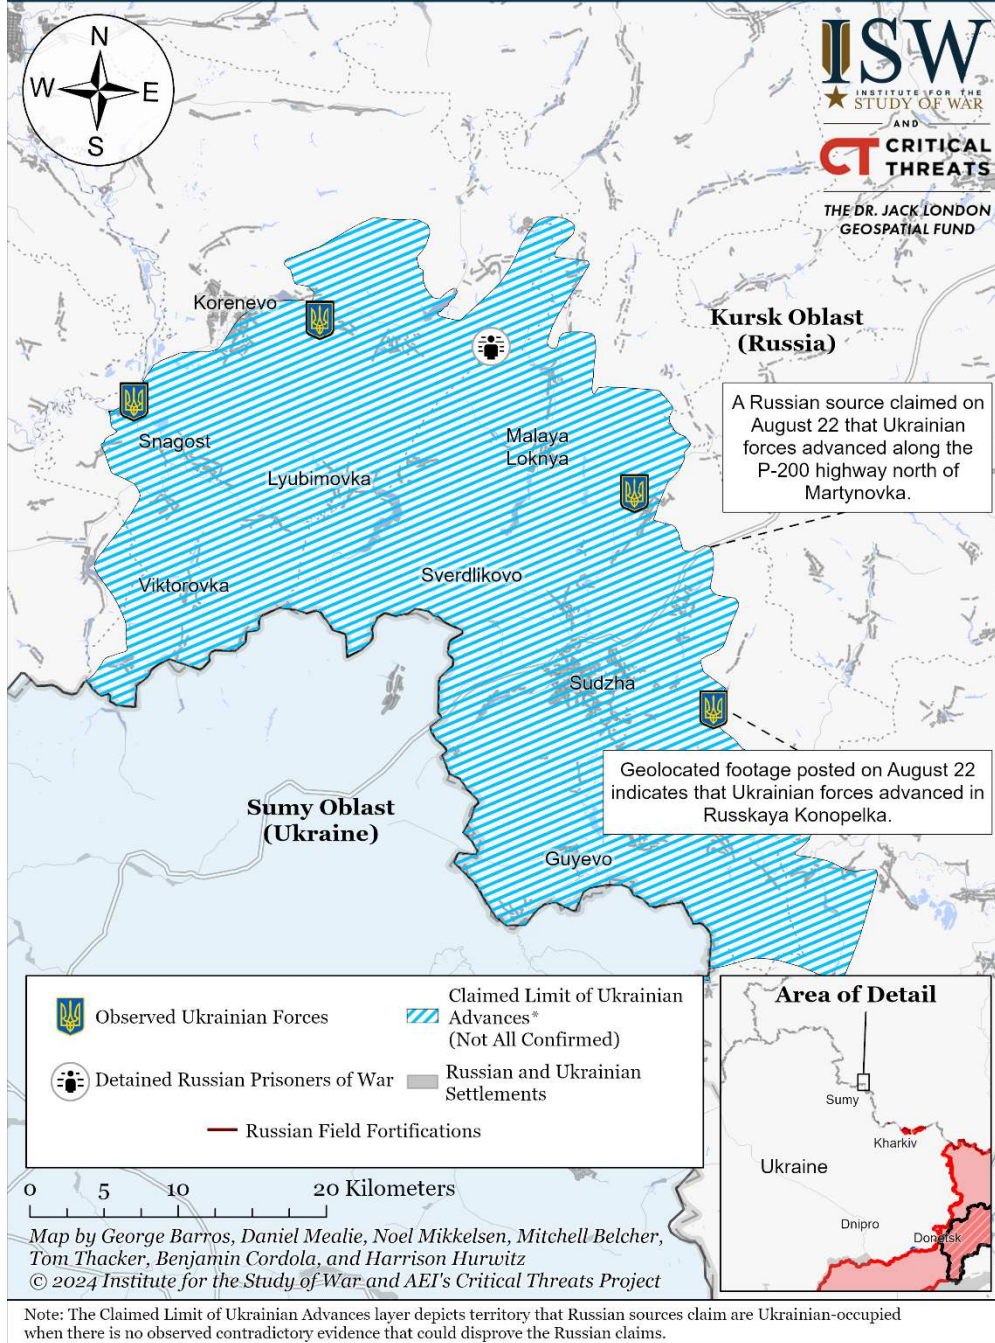 N
W
E
S
ISW
INSTITUTE FOR THE
STUDY OF WAR
AND
CT CRITICAL
THREATS
THE DR. JACK LONDON
GEOSPATIAL FUND
Korenevo
Kursk Oblast
(Russia)
A Russian source claimed on
August 22 that Ukrainian
forces advanced along the
P-200 highway north of
Martynovka.
Snagost
Malaya
Loknya
Lyubimovka
Sverdlikovo
Viktorovka
Sudzha
Geolocated footage posted on August 22
indicates that Ukrainian forces advanced in
Russkaya Konopelka.
Sumy Oblast
(Ukraine)
Guyevo
Observed Ukrainian Forces
Claimed Limit of Ukrainian
Advances*
(Not All Confirmed)
Detained Russian Prisoners of War
Russian and Ukrainian
Settlements
Russian Field Fortifications
Area of Detail
Sumy
Kharkiv
Ukraine
Dnipro
Donetsk
0 5 10 20 Kilometers
Map by George Barros, Daniel Mealie, Noel Mikkelsen, Mitchell Belcher,
Tom Thacker, Benjamin Cordola, and Harrison Hurwitz
© 2024 Institute for the Study of War and AEI's Critical Threats Project
Note: The Claimed Limit of Ukrainian Advances layer depicts territory that Russian sources claim are Ukrainian-occupied
when there is no observed contradictory evidence that could disprove the Russian claims.